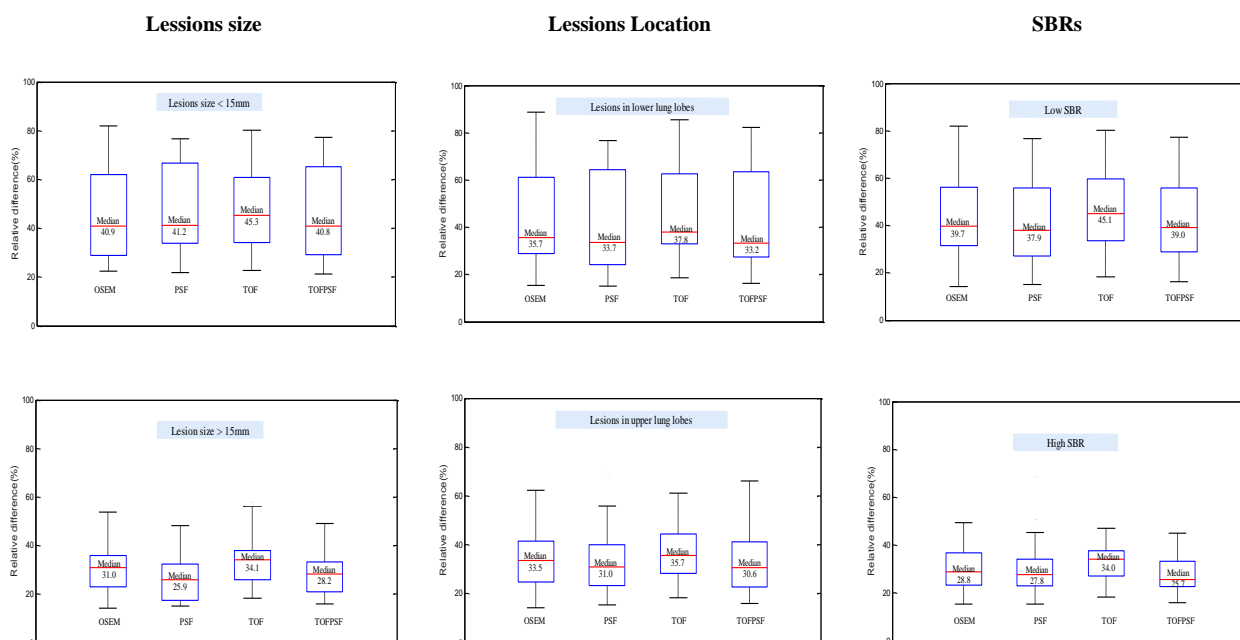 Lessions size
Lessions Location
SBRs
100
80
60
40
20
0
Relative difference(%)
Lesions size < 15mm
Median
40.9
Median
41.2
Median
45.3
Median
40.8
OSEM
PSF
TOF
TOFPSF
100
80
60
40
20
0
Relative difference(%)
Lesions in lower lung lobes
Median
35.7
Median
33.7
Median
37.8
Median
33.2
OSEM
PSF
TOF
TOFPSF
100
80
60
40
20
0
Relative difference(%)
Low SBR
Median
39.7
Median
37.9
Median
45.1
Median
39.0
OSEM
PSF
TOF
TOFPSF
100
80
60
40
20
Relative difference(%)
Lesion size > 15mm
Median
31.0
Median
25.9
Median
34.1
Median
28.2
OSEM
PSF
TOF
TOFPSF
100
80
60
40
20
Relative difference(%)
Lesions in upper lung lobes
Median
33.5
Median
31.0
Median
35.7
Median
30.6
OSEM
PSF
TOF
TOFPSF
100
80
60
40
20
Relative difference(%)
High SBR
Median
28.8
Median
27.8
Median
34.0
Median
25.7
OSEM
PSF
TOF
TOFPSF